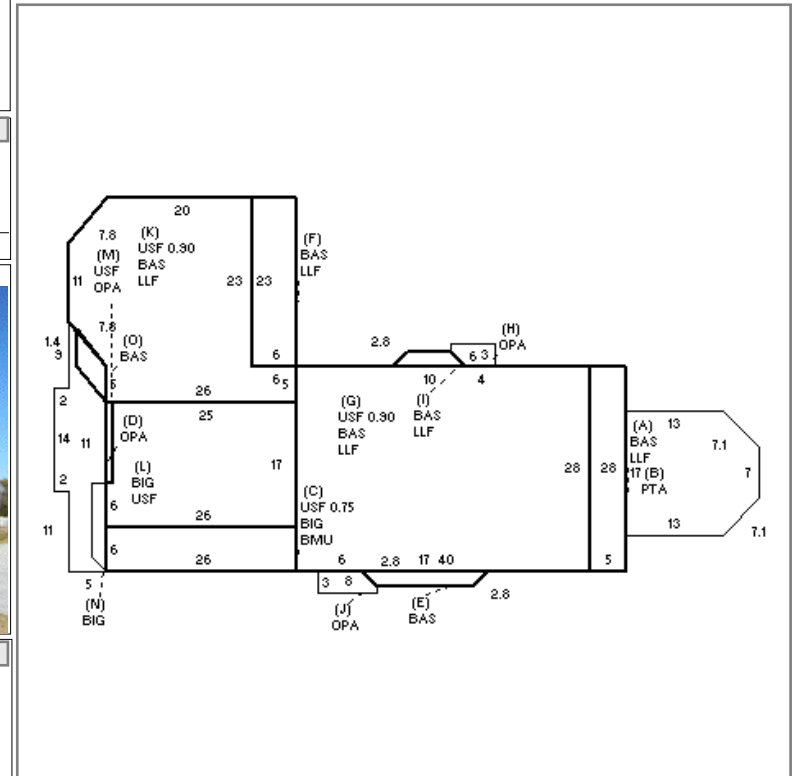 20
7.8
(K)
USF 0.90
BAS
LLF
(M)
USF
OPA
(F)
BAS
LLF
11
23
23
7.8
1.4
9
(O)
BAS
6
5
2.8
(H)
OPA
6
3
26
6
5
10
4
2
25
(G)
USF 0.90
BAS
LLF
(I)
BAS
LLF
(D)
OPA
14
11
(A)
BAS
LLF
17
(B)
PTA
13
7.1
7
(L)
BIG
USF
17
28
28
2
6
(C)
USF 0.75
BIG
BMU
26
11
13
7.1
6
26
6
2.8
17
40
5
5
3
8
2.8
(N)
BIG
(J)
OPA
(E)
BAS